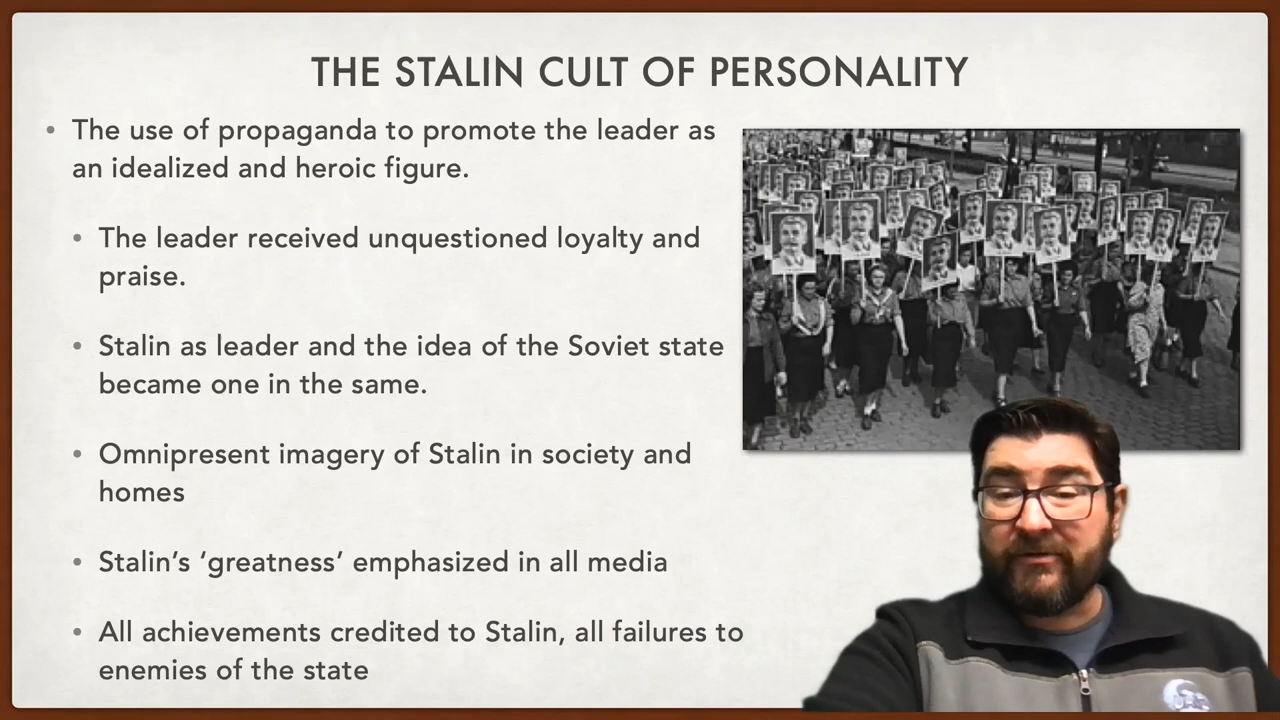 THE STALIN CULT OF PERSONALITY
• The use of propaganda to promote the leader as
an idealized and heroic figure.
• The leader received unquestioned loyalty and
praise.
• Stalin as leader and the idea of the Soviet state
became one in the same.
• Omnipresent imagery of Stalin in society and
homes
• Stalin’s ‘greatness’ emphasized in all media
• All achievements credited to Stalin, all failures to
enemies of the state